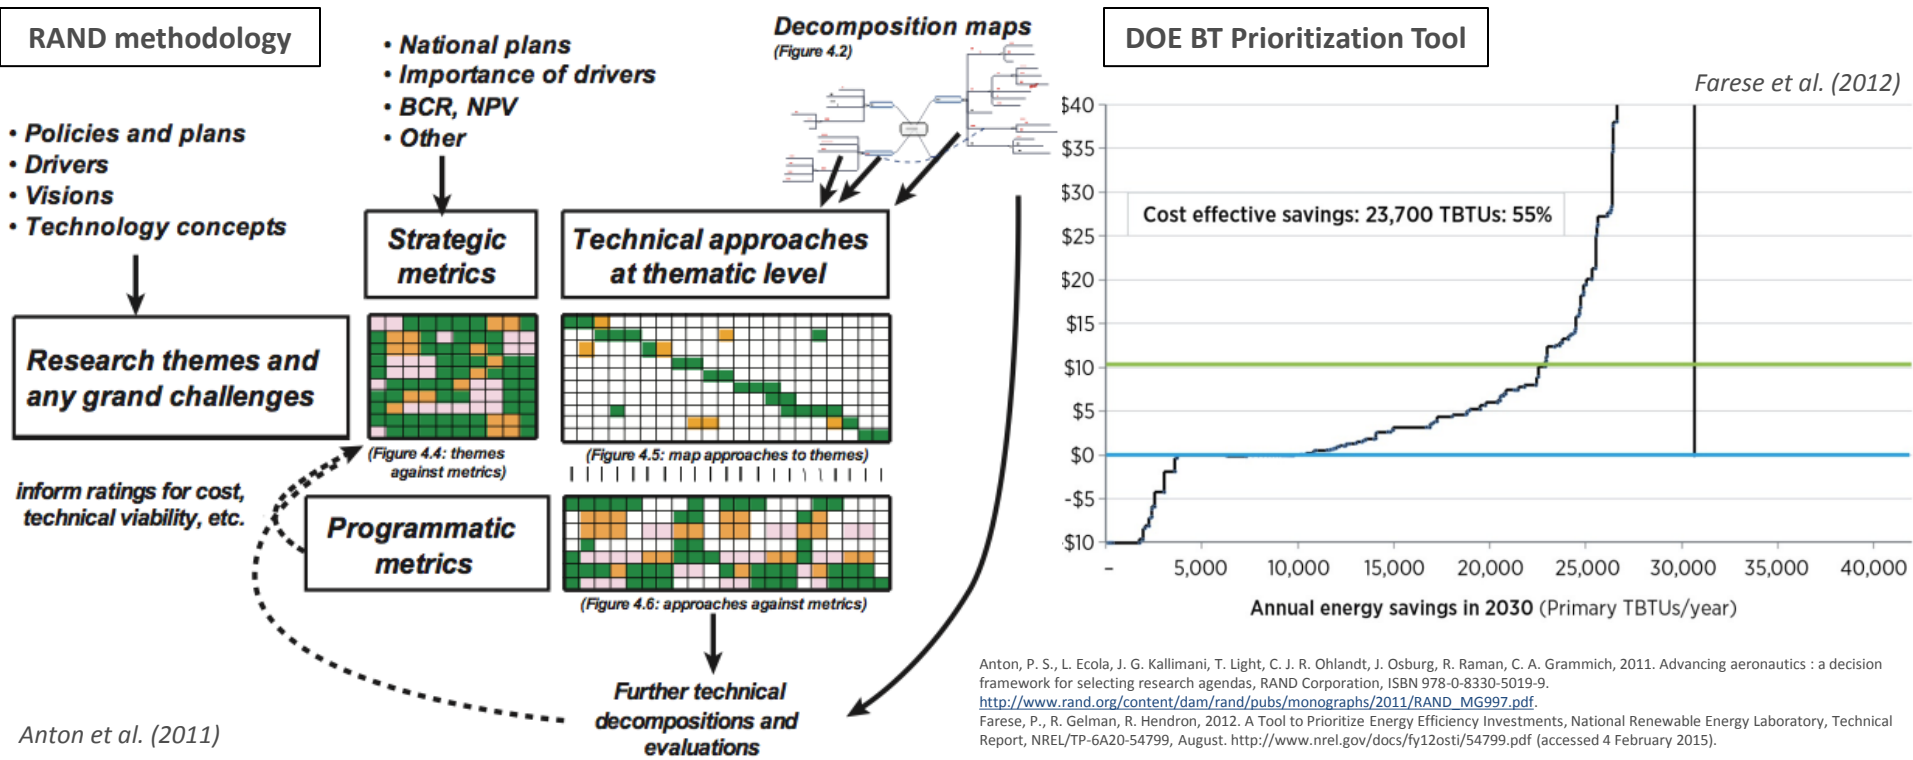 RAND methodology
• Policies and plans
• Drivers
• Visions
• Technology concepts
• National plans
• Importance of drivers
• BCR, NPV
• Other
Decomposition maps
(Figure 4.2)
Strategic
metrics
Technical approaches
at thematic level
Research themes and
any grand challenges
(Figure 4.4: themes
against metrics)
(Figure 4.5: map approaches to themes)
inform ratings for cost,
technical viability, etc.
Programmatic
metrics
(Figure 4.6: approaches against metrics)
Further technical
decompositions and
evaluations
Anton et al. (2011)
DOE BT Prioritization Tool
Farese et al. (2012)
$40
$35
$30
$25
$20
$15
$10
$5
$0
-$5
-$10
Cost effective savings: 23,700 TBTUs: 55%
– 5,000 10,000 15,000 20,000 25,000 30,000 35,000 40,000
Annual energy savings in 2030 (Primary TBTUs/year)
Anton, P. S., L. Ecola, J. G. Kallimani, T. Light, C. J. R. Ohlandt, J. Osburg, R. Raman, C. A. Grammich, 2011. Advancing aeronautics : a decision
framework for selecting research agendas, RAND Corporation, ISBN 978-0-8330-5019-9.
http://www.rand.org/content/dam/rand/pubs/monographs/2011/RAND_MG997.pdf.
Farese, P., R. Gelman, R. Hendron, 2012. A Tool to Prioritize Energy Efficiency Investments, National Renewable Energy Laboratory, Technical
Report, NREL/TP-6A20-54799, August. http://www.nrel.gov/docs/fy12osti/54799.pdf (accessed 4 February 2015).